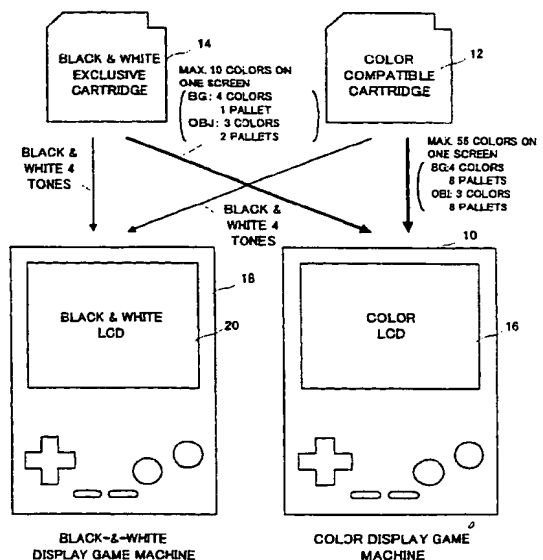 BLACK & WHITE
EXCLUSIVE
CARTRIDGE
14
MAX. 10 COLORS ON
ONE SCREEN
BG: 4 COLORS
1 PALLET
OBJ: 3 COLORS
2 PALLETS
COLOR
COMPATIBLE
CARTRIDGE
12
BLACK &
WHITE 4
TONES
BLACK &
WHITE 4
TONES
MAX. 56 COLORS ON
ONE SCREEN
BG:4 COLORS
8 PALLETS
OBJ: 3 COLORS
8 PALLETS
18
BLACK & WHITE
LCD
20
10
COLOR
LCD
16
BLACK-&-WHITE
DISPLAY GAME MACHINE
COLOR DISPLAY GAME
MACHINE